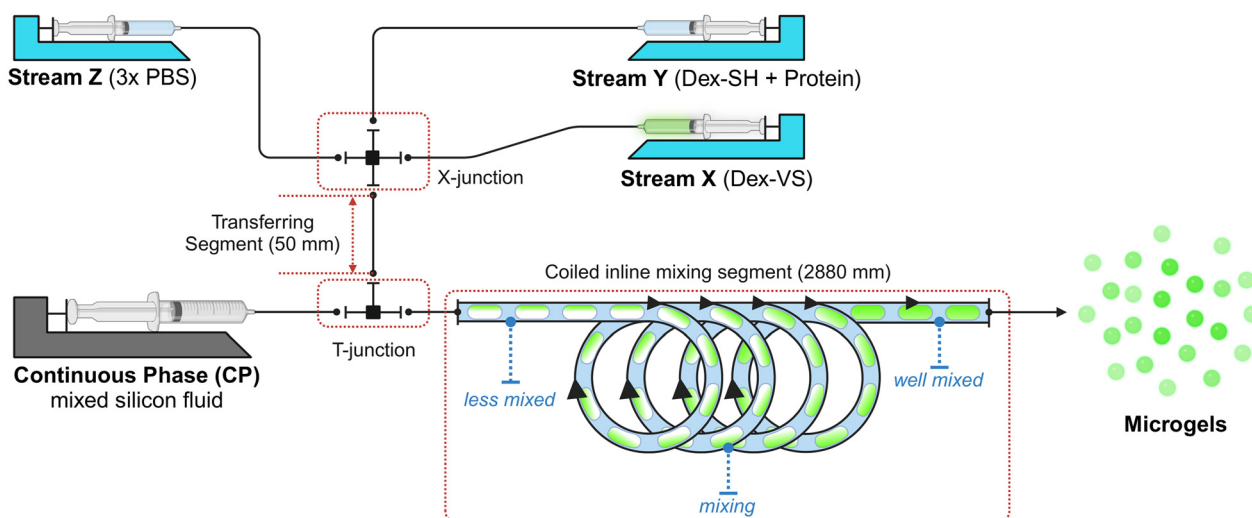 Stream Z (3x PBS)
Stream Y (Dex-SH + Protein)
X-junction
Stream X (Dex-VS)
Transferring
Segment (50 mm)
Coiled inline mixing segment (2880 mm)
T-junction
Continuous Phase (CP)
mixed silicon fluid
less mixed
well mixed
mixing
Microgels